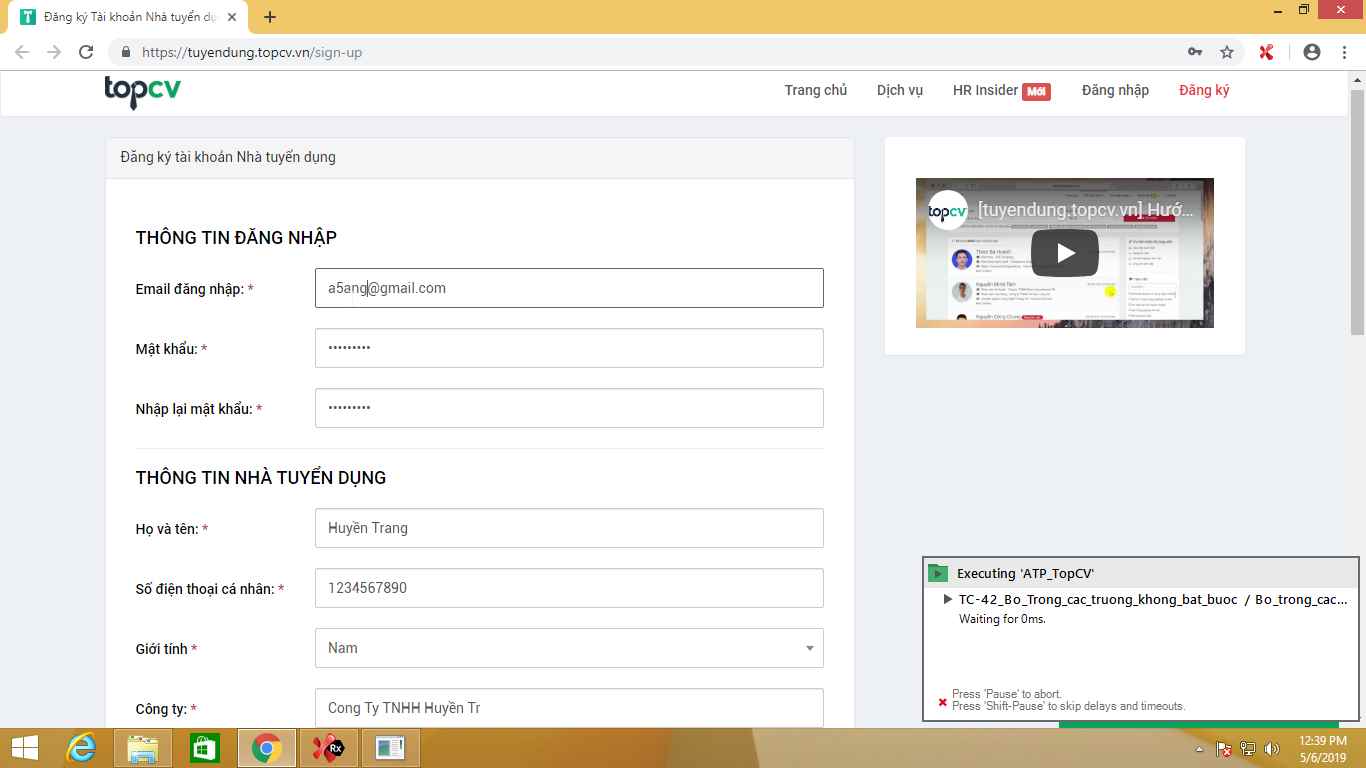 Đăng ký Tài khoản Nhà tuyển dụ
https://tuyendung.topcv.vn/sign-up
topcv
Trang chủ
Dịch vụ
HR Insider Mới
Đăng nhập
Đăng ký
Đăng ký tài khoản Nhà tuyển dụng
THÔNG TIN ĐĂNG NHẬP
Email đăng nhập: *
a5ang@gmail.com
Mật khẩu: *
•••••••••
Nhập lại mật khẩu: *
•••••••••
THÔNG TIN NHÀ TUYỂN DỤNG
Họ và tên: *
Huyền Trang
Số điện thoại cá nhân: *
1234567890
Giới tính *
Nam
Công ty: *
Cong Ty TNHH Huyền Tr
topcv
[tuyendung.topcv.vn] Hướ...
Executing 'ATP_TopCV'
TC-42_Bo_Trong_cac_truong_khong_bat_buoc / Bo_trong_cac...
Waiting for 0ms.
Press 'Pause' to abort.
Press 'Shift-Pause' to skip delays and timeouts.
Rx
12:39 PM
5/6/2019